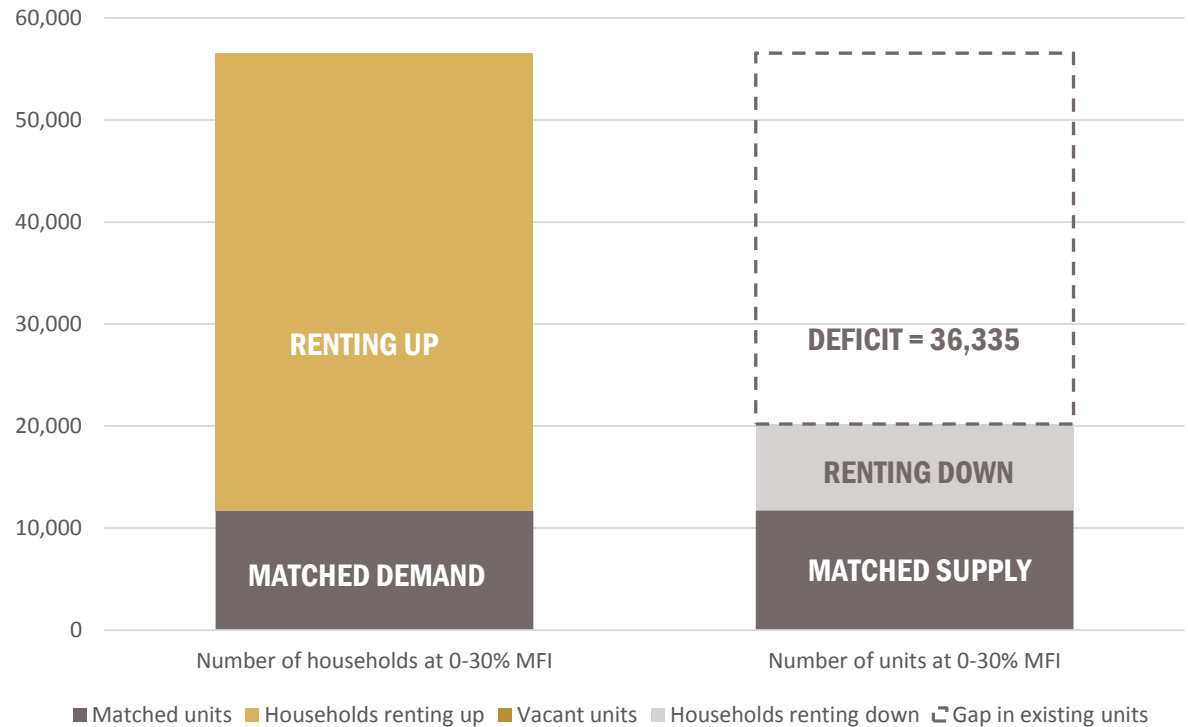 60,000
50,000
40,000
30,000
20,000
10,000
0
RENTING UP
MATCHED DEMAND
DEFICIT = 36,335
RENTING DOWN
MATCHED SUPPLY
Number of households at 0-30% MFI
Number of units at 0-30% MFI
Matched units Households renting up Vacant units Households renting down Gap in existing units